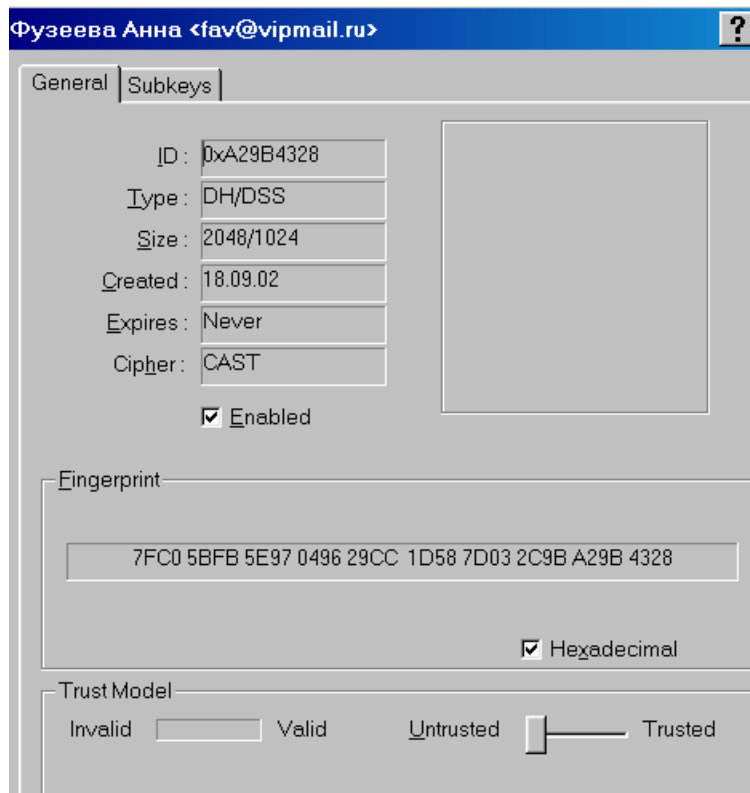 Фузеева Анна <fav@vipmail.ru> ?
General Subkeys
ID : 0xA29B4328
Type : DH/DSS
Size : 2048/1024
Created : 18.09.02
Expires : Never
Cipher : CAST
Enabled
Fingerprint
7FC0 5BFB 5E97 0496 29CC 1D58 7D03 2C9B A29B 4328
Hexadecimal
Trust Model
Invalid Valid Untrusted Trusted